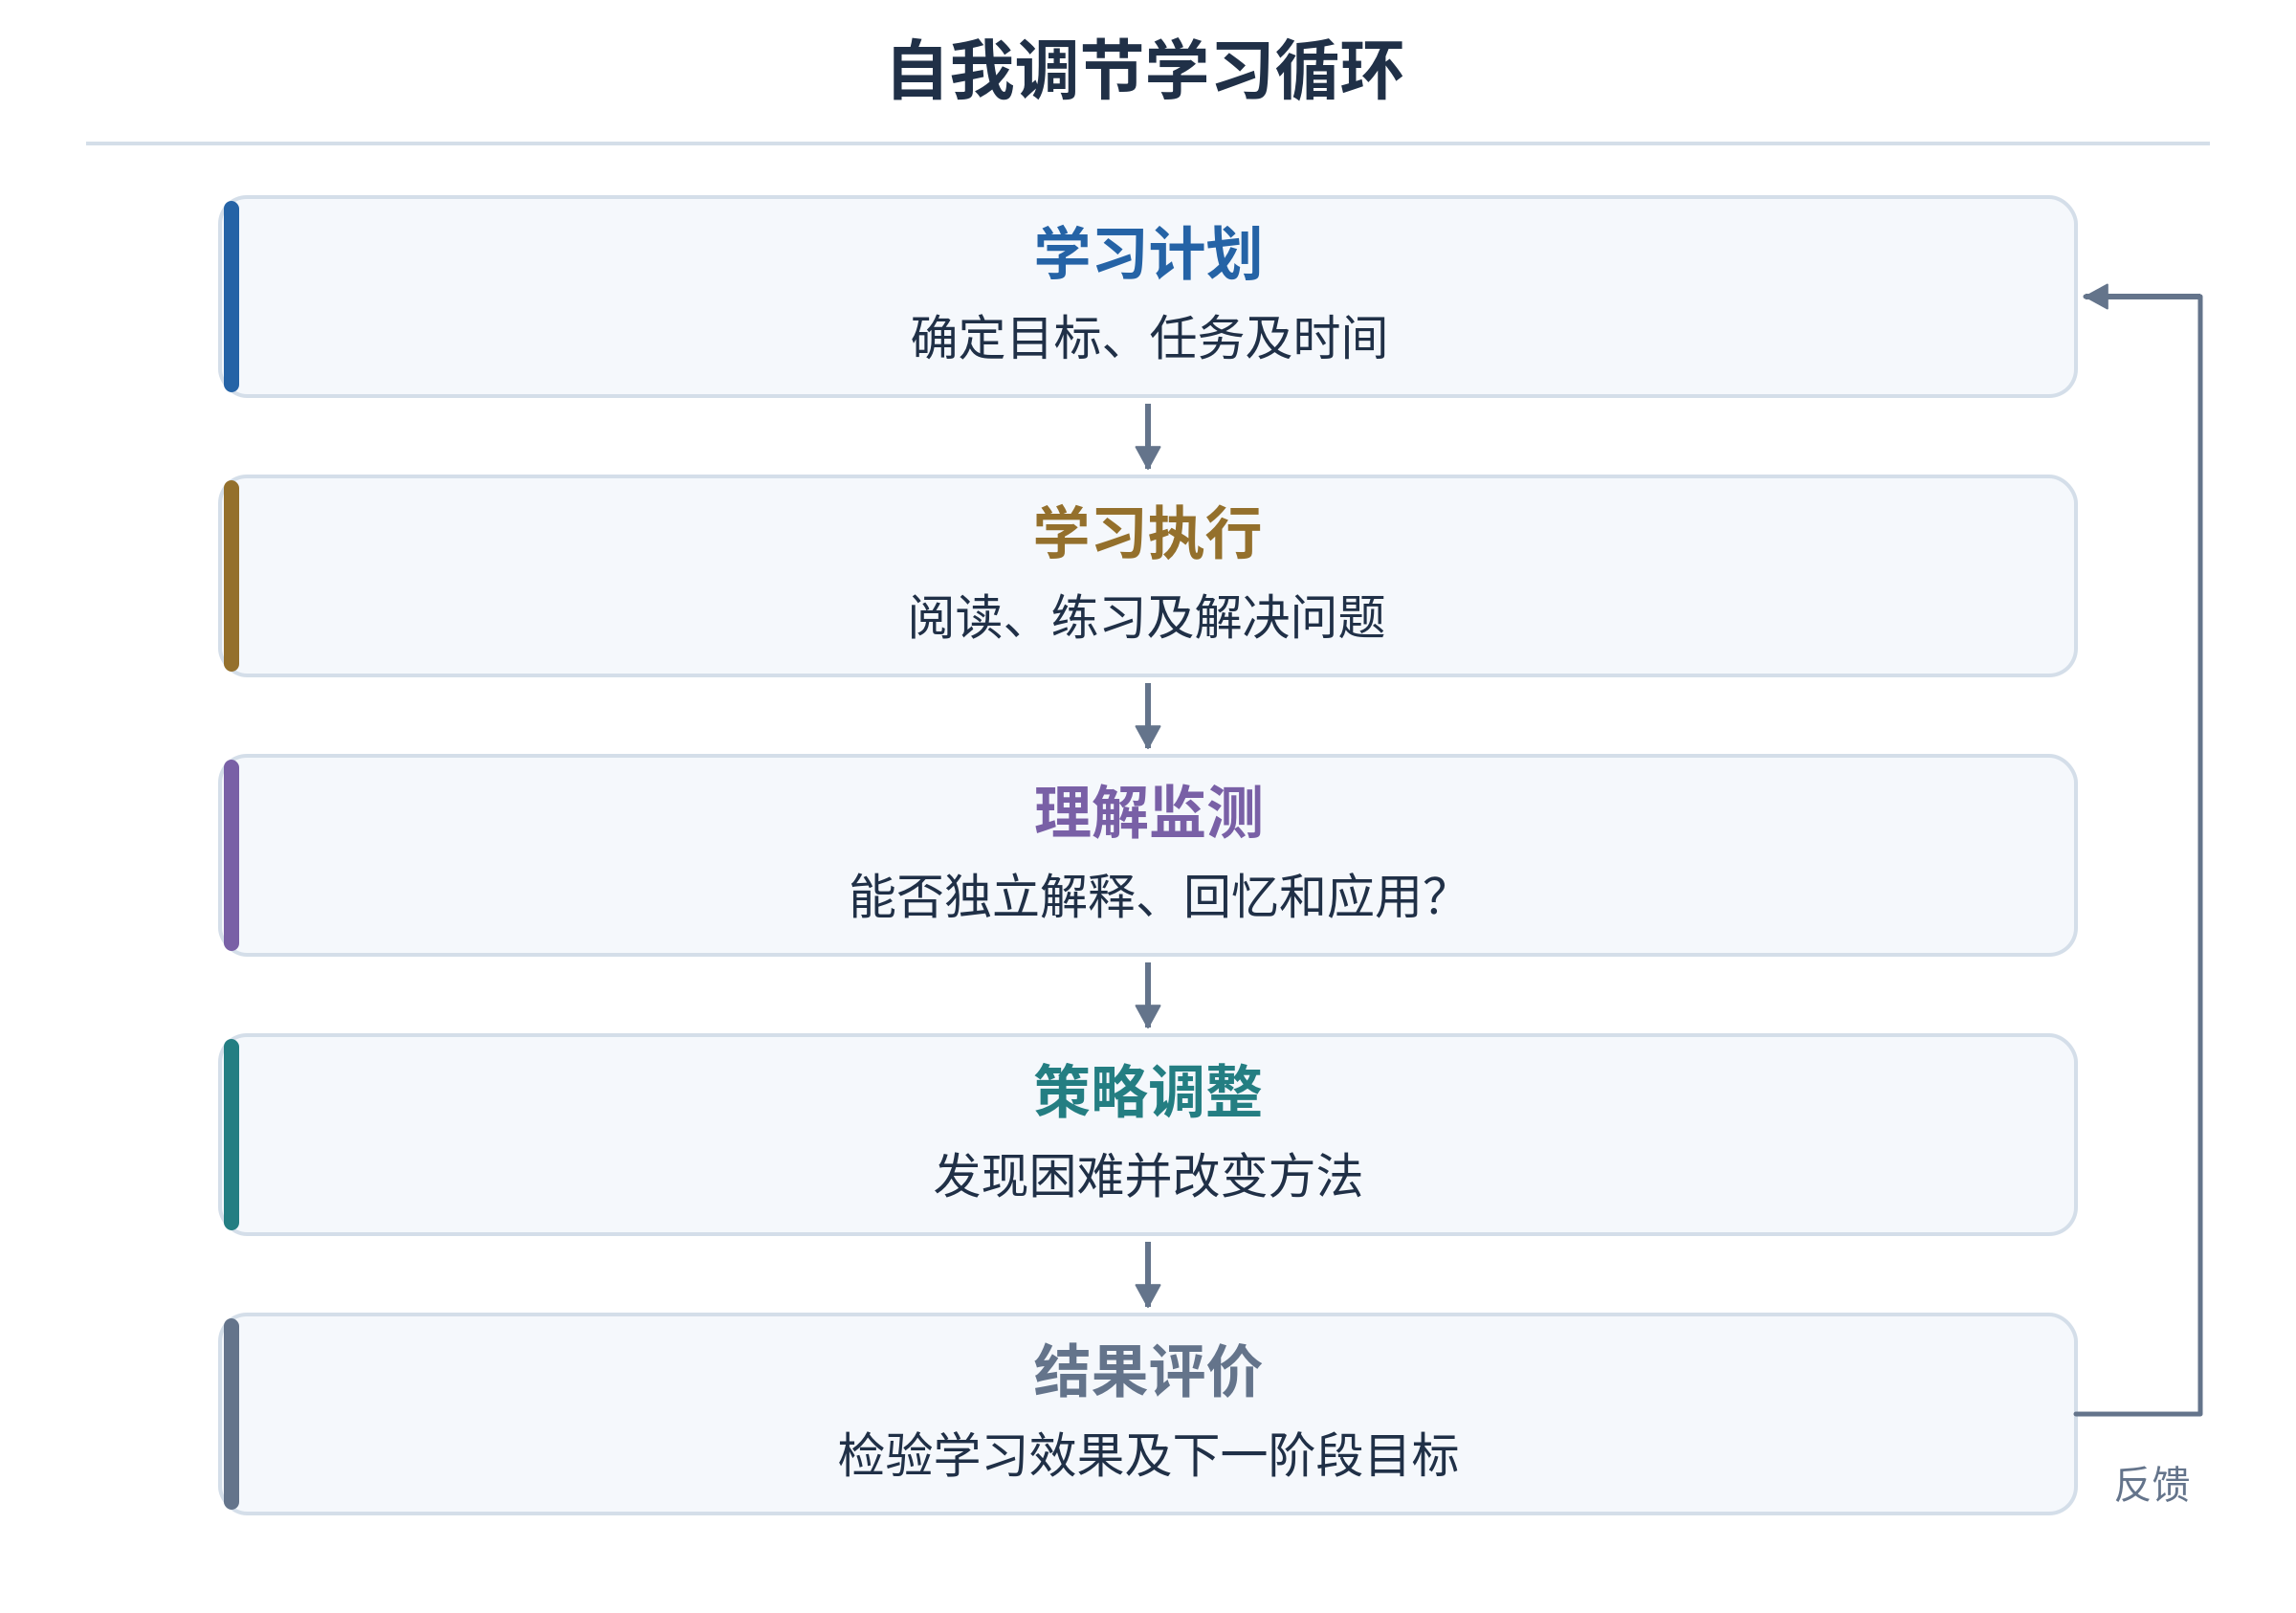 自我调节学习循环
学习计划
确定目标、任务及时间
学习执行
阅读、练习及解决问题
理解监测
能否独立解释、回忆和应用？
策略调整
发现困难并改变方法
结果评价
检验学习效果及下一阶段目标
反馈